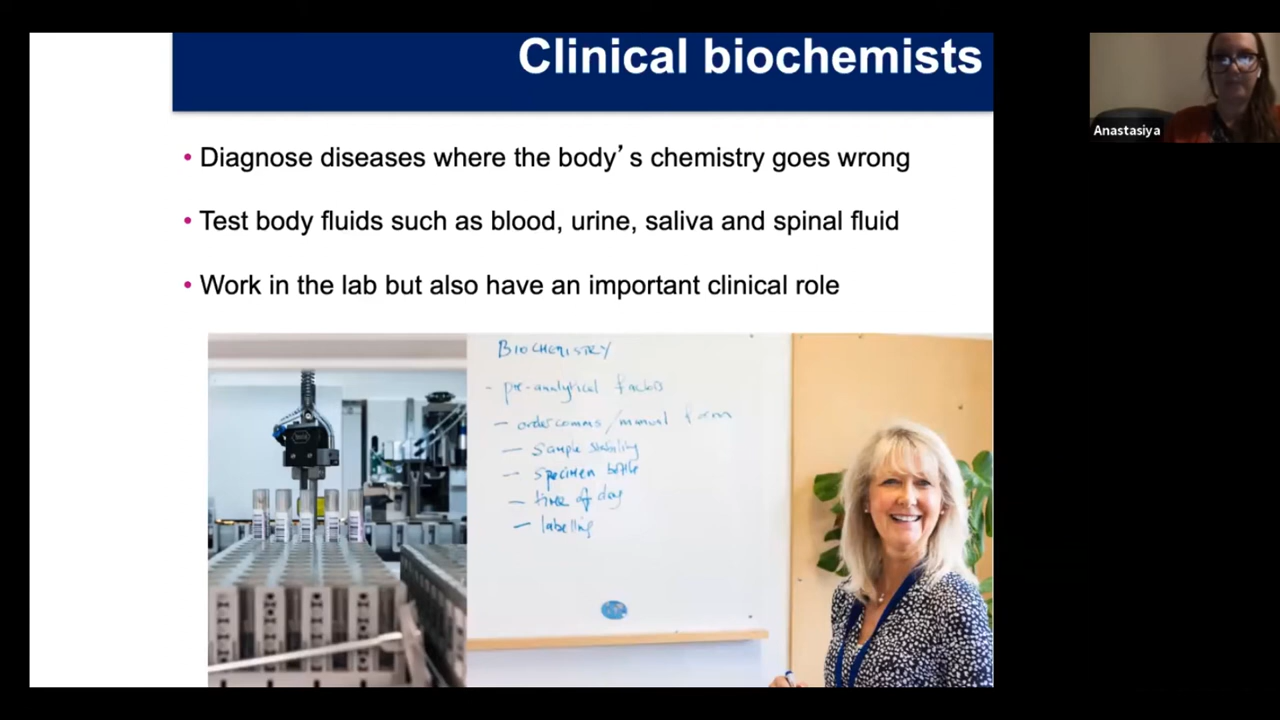 Clinical biochemists
Anastasiya
• Diagnose diseases where the body’s chemistry goes wrong
• Test body fluids such as blood, urine, saliva and spinal fluid
• Work in the lab but also have an important clinical role
BIOCHEMISTRY
- pre-analytical factors
- ordercomms/manual form
- sample stability
- specimen bottle
- time of day
- labelling